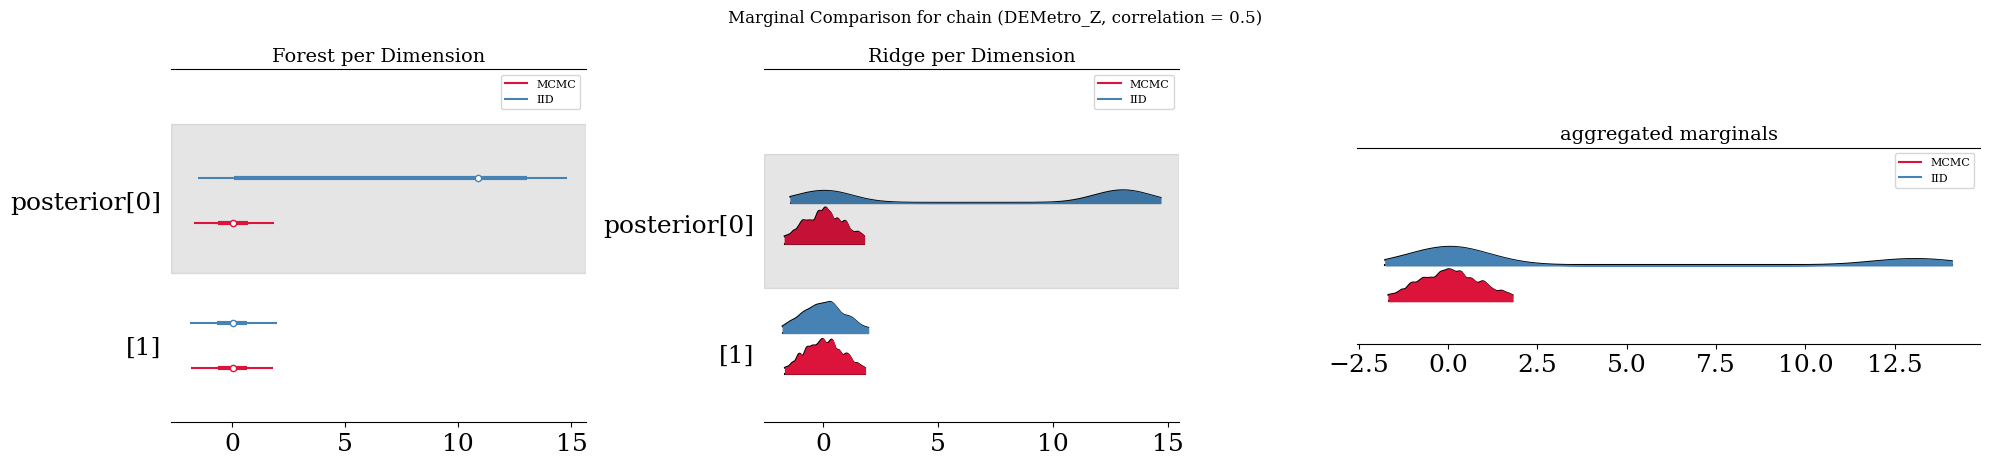 Marginal Comparison for chain (DEMetro_Z, correlation = 0.5)
Forest per Dimension
MCMC
IID
posterior[0]
[1]
0 5 10 15
Ridge per Dimension
MCMC
IID
posterior[0]
[1]
0 5 10 15
aggregated marginals
MCMC
IID
−2.5 0.0 2.5 5.0 7.5 10.0 12.5